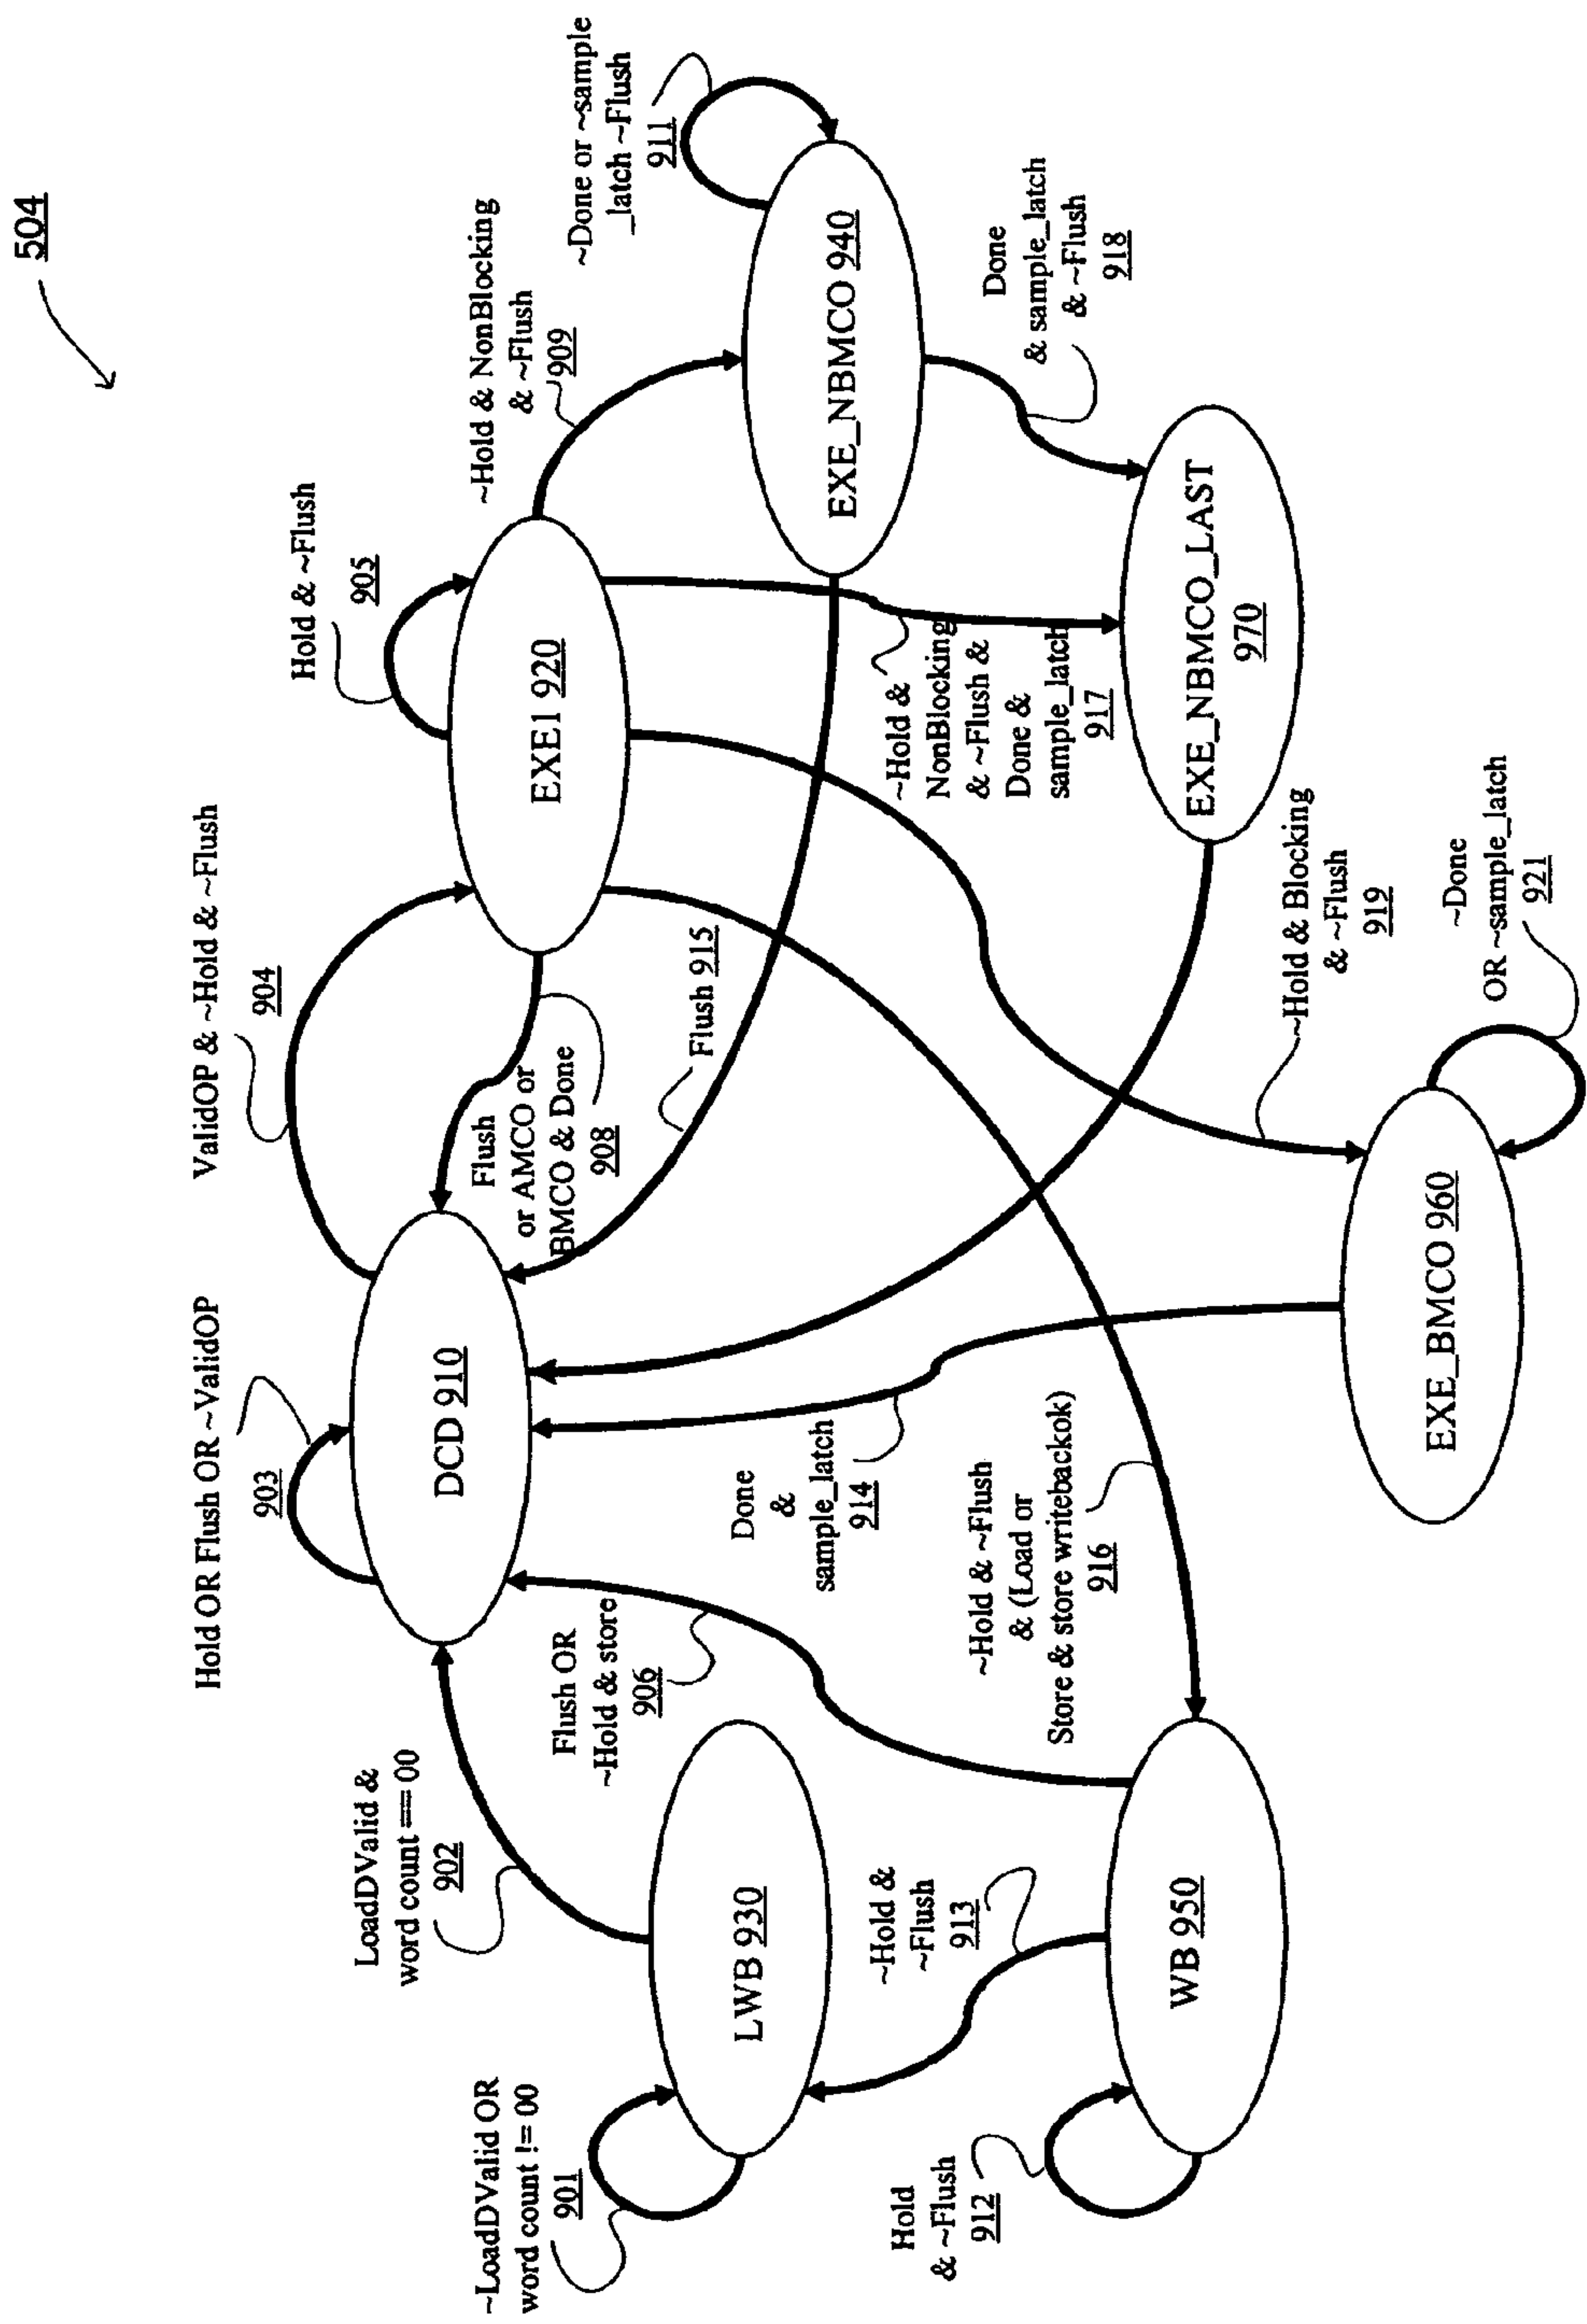 504
~LoadDValid OR
word count != 00
901
LoadDValid &
word count == 00
902
Hold OR Flush OR ~ValidOP
903
ValidOP & ~Hold & ~Flush
904
Hold & ~Flush
905
~Hold & NonBlocking
& ~Flush
909
~Done or ~sample
_latch ~Flush
911
LWB 930
DCD 910
EXE1 920
EXE_NBMCO 940
Flush OR
~Hold & store
906
Flush
or AMCO or
BMCO & Done
908
Flush 915
Done
& sample_latch
& ~Flush
918
Hold
& ~Flush
912
~Hold &
~Flush
913
Done
&
sample_latch
914
~Hold &
NonBlocking
& ~Flush &
Done &
sample_latch
917
~Hold & ~Flush
& (Load or
Store & store writebackok)
916
WB 950
EXE_NBMCO_LAST
970
~Hold & Blocking
& ~Flush
919
EXE_BMCO 960
~Done
OR ~sample_latch
921